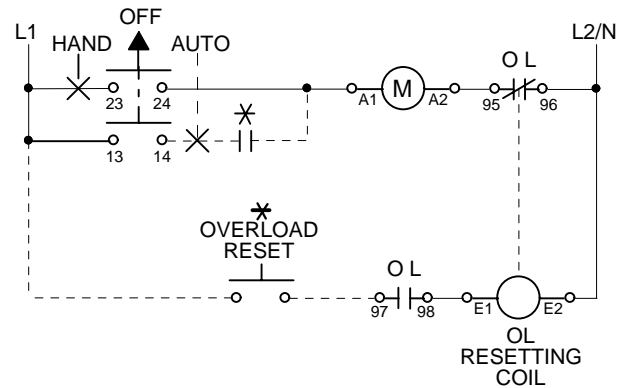 OFF
L1
HAND
AUTO
L2/N
O L
23 24
A1 M A2
95 96
*
13 14
*
OVERLOAD
RESET
O L
97 98
E1 E2
OL
RESETTING
COIL